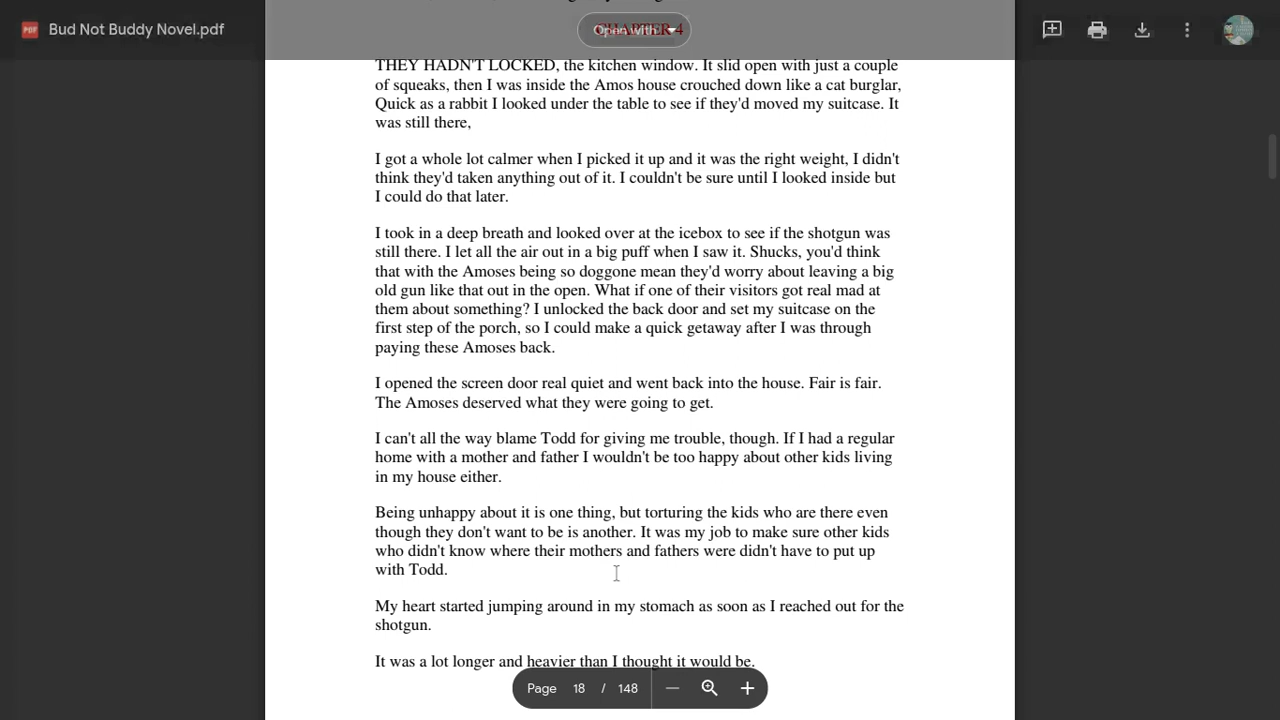 Bud Not Buddy Novel.pdf
CHAPTER 4
Open with
THEY HADN'T LOCKED, the kitchen window. It slid open with just a couple
of squeaks, then I was inside the Amos house crouched down like a cat burglar,
Quick as a rabbit I looked under the table to see if they'd moved my suitcase. It
was still there,
I got a whole lot calmer when I picked it up and it was the right weight, I didn't
think they'd taken anything out of it. I couldn't be sure until I looked inside but
I could do that later.
I took in a deep breath and looked over at the icebox to see if the shotgun was
still there. I let all the air out in a big puff when I saw it. Shucks, you'd think
that with the Amoses being so doggone mean they'd worry about leaving a big
old gun like that out in the open. What if one of their visitors got real mad at
them about something? I unlocked the back door and set my suitcase on the
first step of the porch, so I could make a quick getaway after I was through
paying these Amoses back.
I opened the screen door real quiet and went back into the house. Fair is fair.
The Amoses deserved what they were going to get.
I can't all the way blame Todd for giving me trouble, though. If I had a regular
home with a mother and father I wouldn't be too happy about other kids living
in my house either.
Being unhappy about it is one thing, but torturing the kids who are there even
though they don't want to be is another. It was my job to make sure other kids
who didn't know where their mothers and fathers were didn't have to put up
with Todd.
My heart started jumping around in my stomach as soon as I reached out for the
shotgun.
It was a lot longer and heavier than I thought it would be.
Page 18 / 148